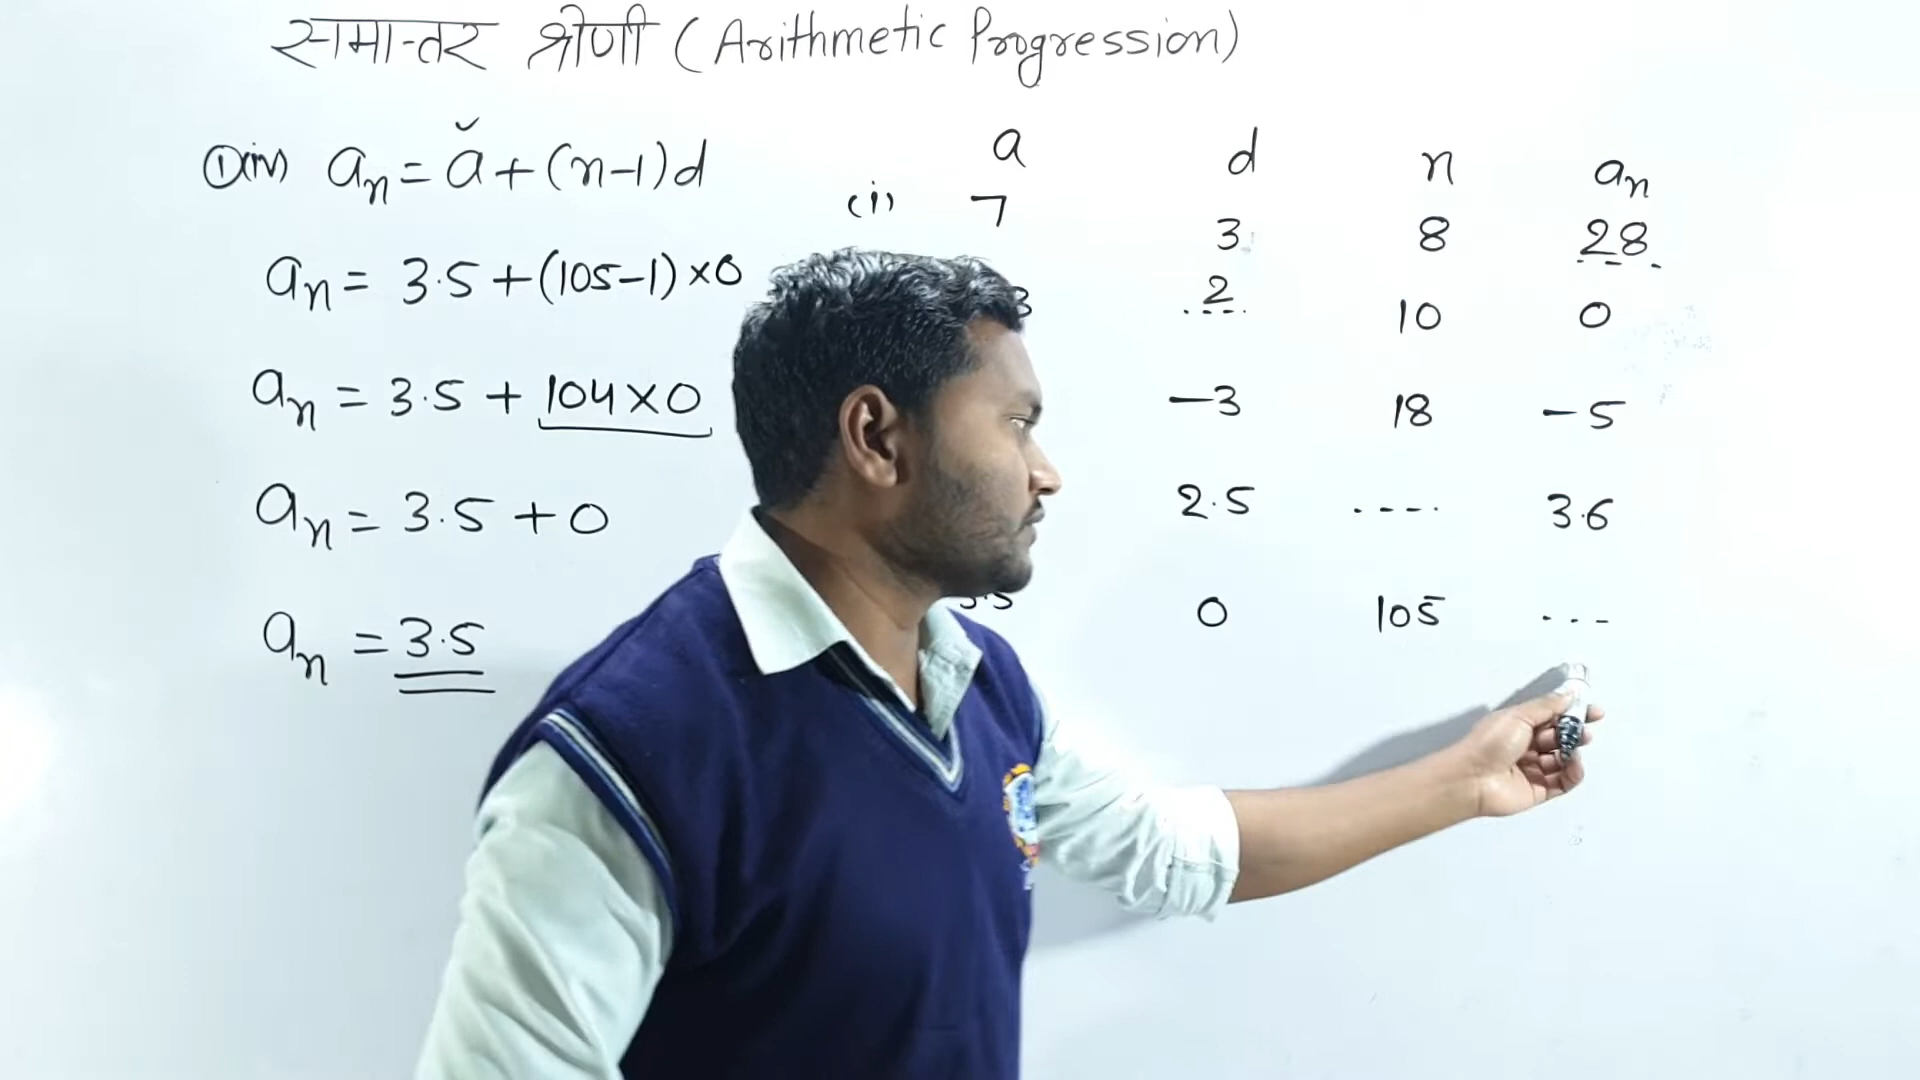 समान्तर श्रेणी (Arithmetic Progression)
①(iv) aₙ = a + (n-1)d
aₙ = 3.5 + (105-1) × 0
aₙ = 3.5 + 104 × 0
aₙ = 3.5 + 0
aₙ = 3.5
a d n aₙ
(i) 7 3 8 28
2 10 0
-3 18 -5
2.5 .... 3.6
3.5 0 105 ...